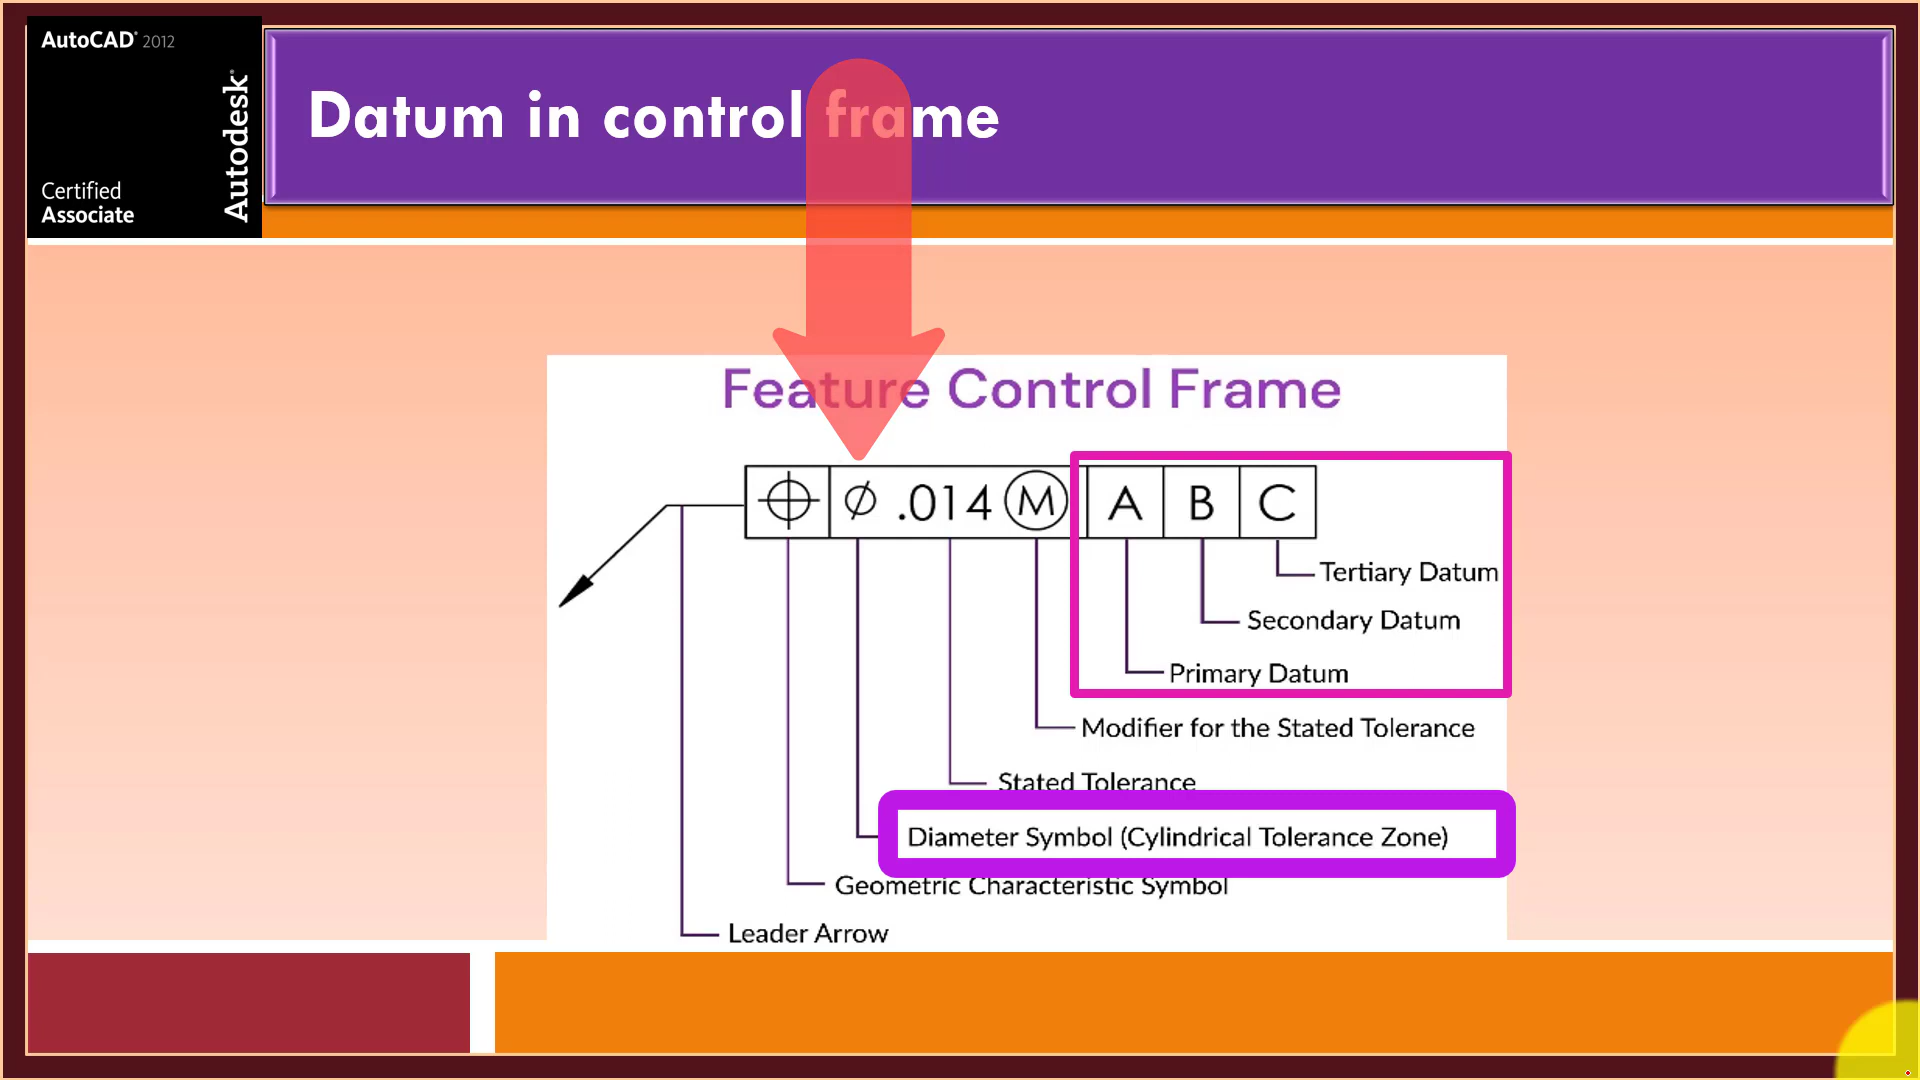 AutoCAD® 2012
Autodesk®
Certified
Associate
Datum in control frame
Feature Control Frame
⌀ .014 Ⓜ A B C
Tertiary Datum
Secondary Datum
Primary Datum
Modifier for the Stated Tolerance
Stated Tolerance
Diameter Symbol (Cylindrical Tolerance Zone)
Geometric Characteristic Symbol
Leader Arrow